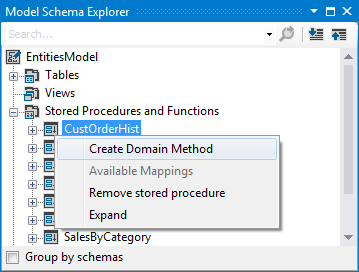 Model Schema Explorer
Search...
EntitiesModel
Tables
Views
Stored Procedures and Functions
CustOrderHist
Create Domain Method
Available Mappings
Remove stored procedure
Expand
SalesByCategory
Group by schemas